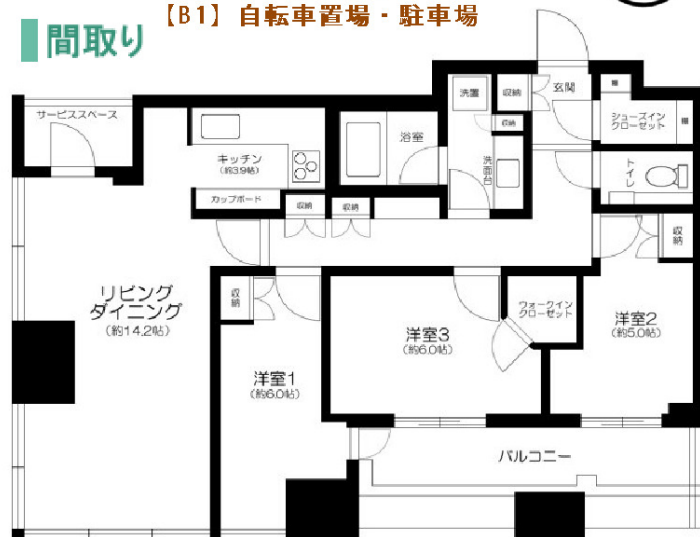 【B1】自転車置場・駐車場
間取り
サービススペース
キッチン
(約3.9帖)
カップボード
浴室
洗濯
収納
玄関
収納
洗面台
シューズイン
クローゼット
トイレ
収納
収納
収納
リビング
ダイニング
(約14.2帖)
収納
洋室1
(約6.0帖)
洋室3
(約6.0帖)
ウォークイン
クローゼット
洋室2
(約5.0帖)
バルコニー